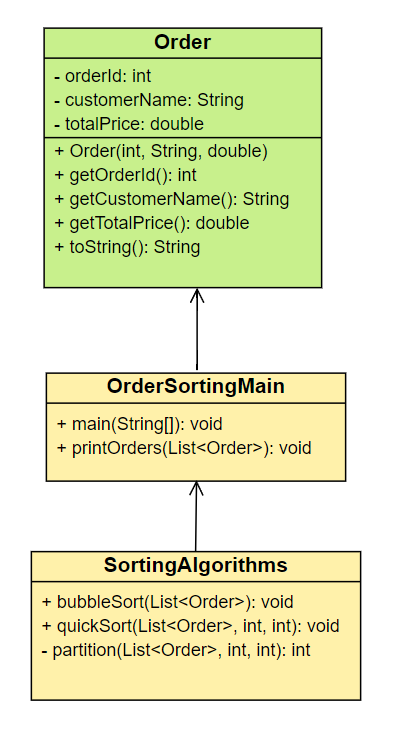 Order
- orderId: int
- customerName: String
- totalPrice: double
+ Order(int, String, double)
+ getOrderId(): int
+ getCustomerName(): String
+ getTotalPrice(): double
+ toString(): String
OrderSortingMain
+ main(String[]): void
+ printOrders(List<Order>): void
SortingAlgorithms
+ bubbleSort(List<Order>): void
+ quickSort(List<Order>, int, int): void
- partition(List<Order>, int, int): int